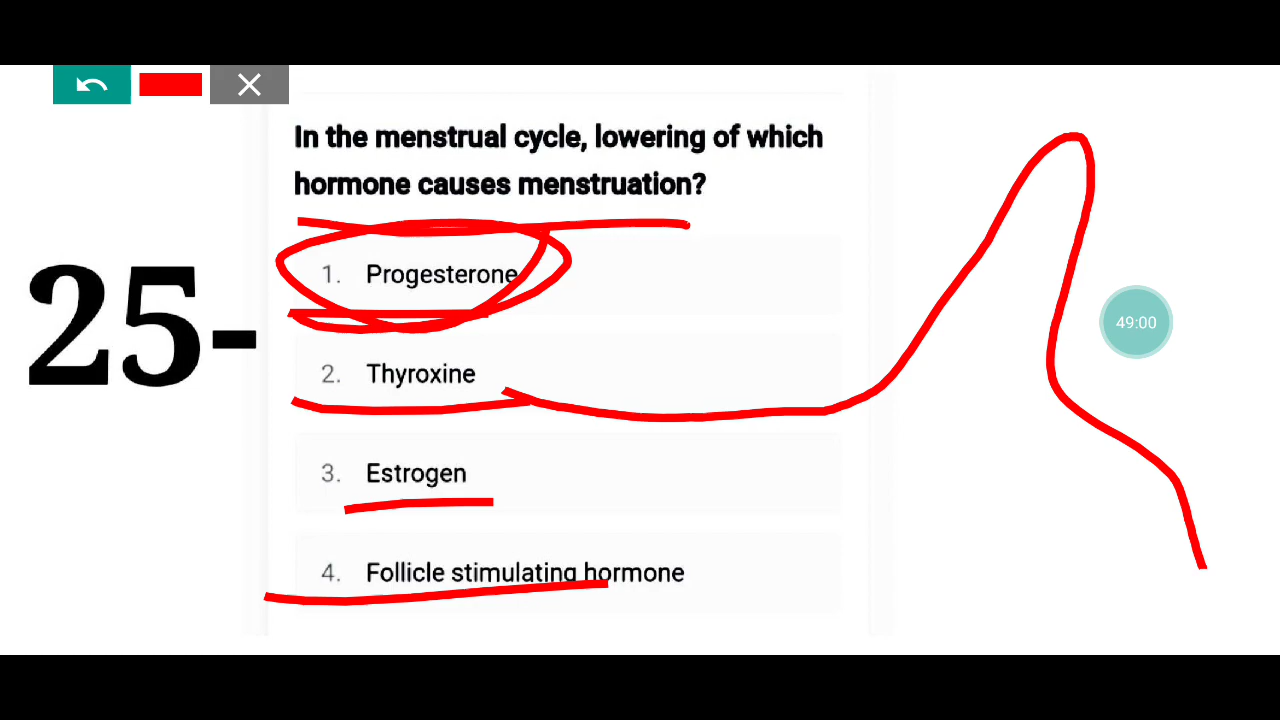 In the menstrual cycle, lowering of which
hormone causes menstruation?
25-
1. Progesterone
2. Thyroxine
3. Estrogen
4. Follicle stimulating hormone
49:00